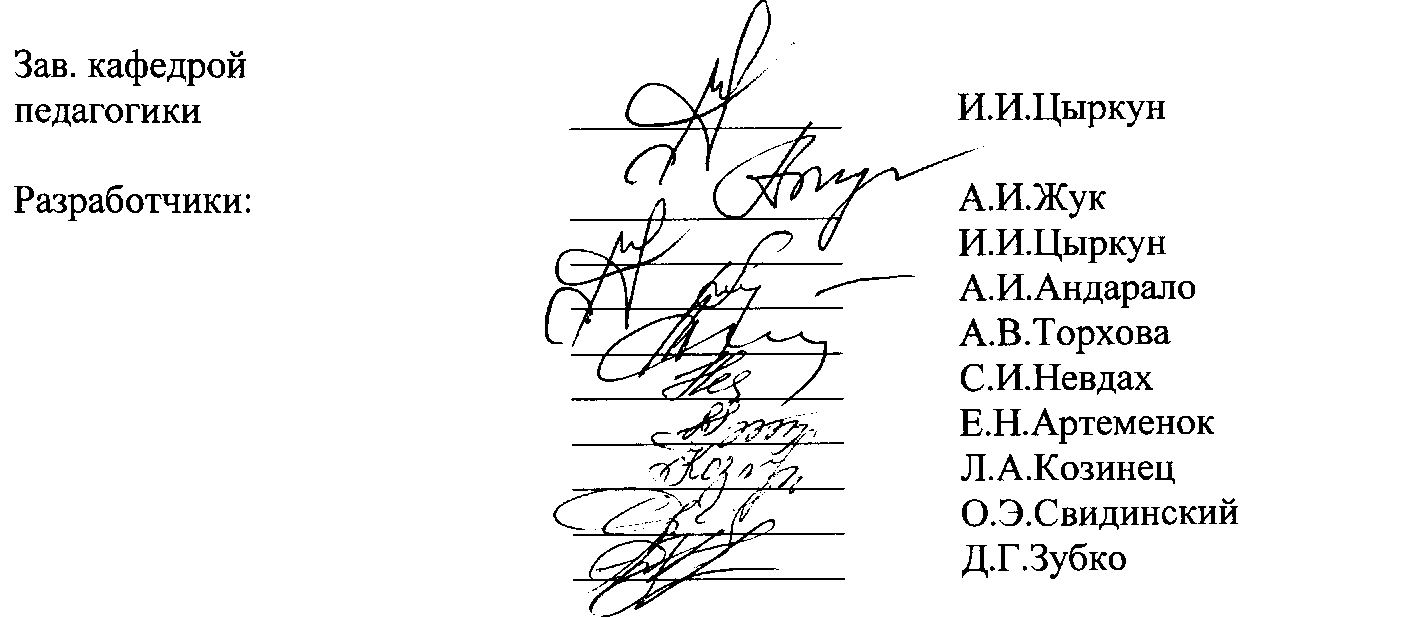 Зав. кафедрой
педагогики И.И.Цыркун
Разработчики: А.И.Жук
И.И.Цыркун
А.И.Андарало
А.В.Торхова
С.И.Невдах
Е.Н.Артеменок
Л.А.Козинец
О.Э.Свидинский
Д.Г.Зубко